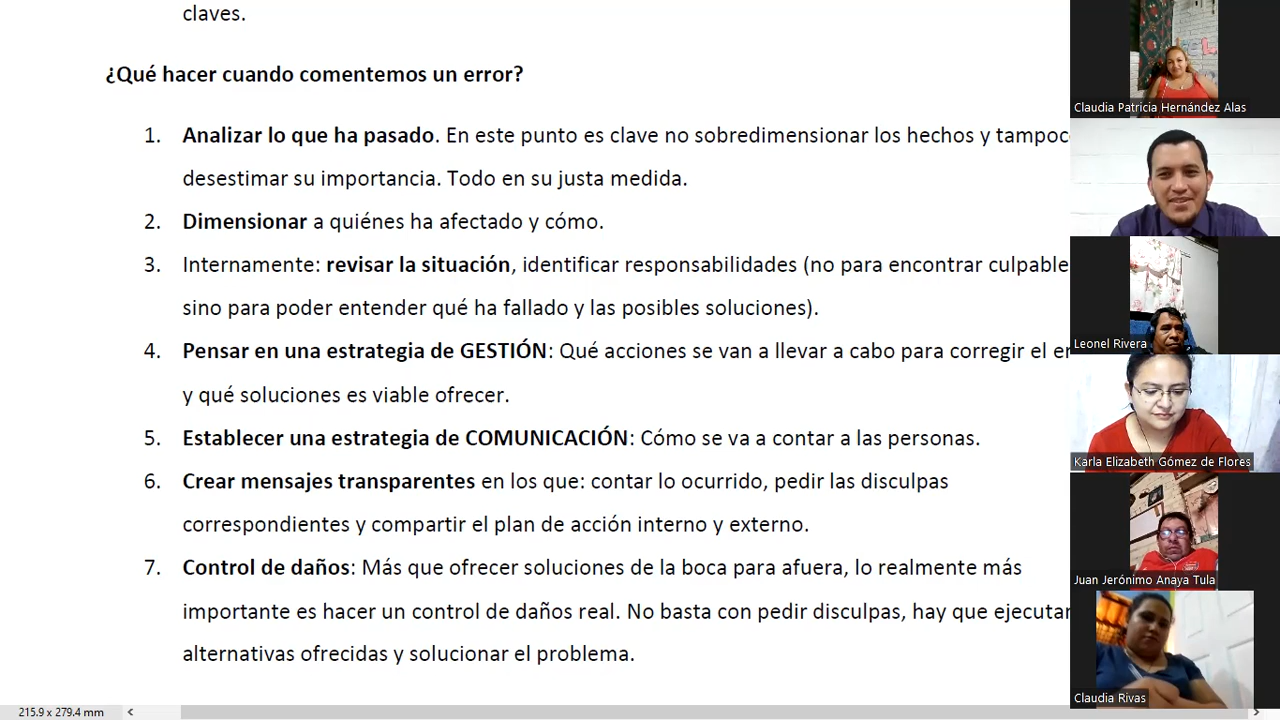 claves.
¿Qué hacer cuando comentemos un error?
1. Analizar lo que ha pasado. En este punto es clave no sobredimensionar los hechos y
desestimar su importancia. Todo en su justa medida.
2. Dimensionar a quiénes ha afectado y cómo.
3. Internamente: revisar la situación, identificar responsabilidades (no para encontrar
sino para poder entender qué ha fallado y las posibles soluciones).
4. Pensar en una estrategia de GESTIÓN: Qué acciones se van a llevar a cabo para corregir el
y qué soluciones es viable ofrecer.
5. Establecer una estrategia de COMUNICACIÓN: Cómo se va a contar a las personas.
6. Crear mensajes transparentes en los que: contar lo ocurrido, pedir las disculpas
correspondientes y compartir el plan de acción interno y externo.
7. Control de daños: Más que ofrecer soluciones de la boca para afuera, lo realmente más
importante es hacer un control de daños real. No basta con pedir disculpas, hay que ejecutar
alternativas ofrecidas y solucionar el problema.
215.9 x 279.4 mm
Claudia Patricia Hernández Alas
Leonel Rivera
Karla Elizabeth Gómez de Flores
Juan Jerónimo Anaya Tula
Claudia Rivas